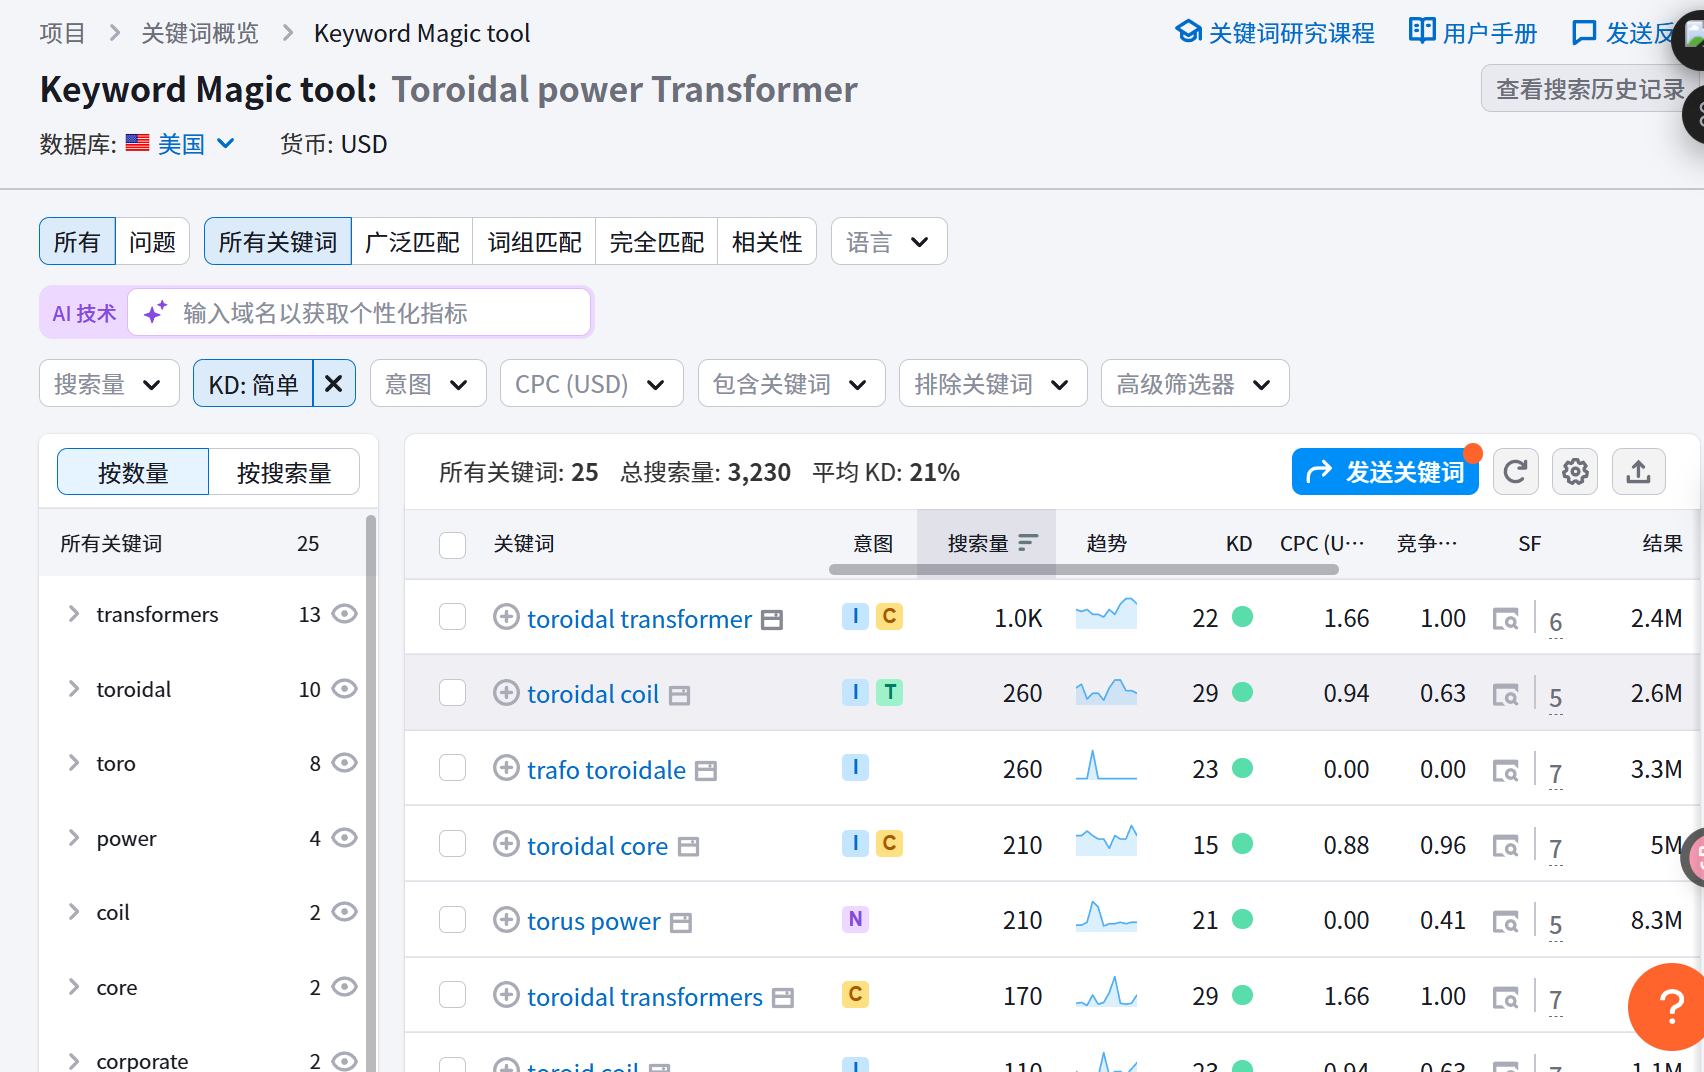 项目 > 关键词概览 > Keyword Magic tool
关键词研究课程 用户手册 发送反
Keyword Magic tool: Toroidal power Transformer
查看搜索历史记录
数据库: 美国 货币: USD
所有 问题 所有关键词 广泛匹配 词组匹配 完全匹配 相关性 语言
AI 技术 输入域名以获取个性化指标
搜索量 KD: 简单 意图 CPC (USD) 包含关键词 排除关键词 高级筛选器
按数量 按搜索量
所有关键词 25
transformers 13
toroidal 10
toro 8
power 4
coil 2
core 2
corporate 2
所有关键词: 25 总搜索量: 3,230 平均 KD: 21%
发送关键词
关键词 意图 搜索量 趋势 KD CPC (U··· 竞争··· SF 结果
toroidal transformer I C 1.0K 22 1.66 1.00 6 2.4M
toroidal coil I T 260 29 0.94 0.63 5 2.6M
trafo toroidale I 260 23 0.00 0.00 7 3.3M
toroidal core I C 210 15 0.88 0.96 7 5M
torus power N 210 21 0.00 0.41 5 8.3M
toroidal transformers C 170 29 1.66 1.00 7
toroid coil I 110 23 0.94 0.63 7 1.1M
?